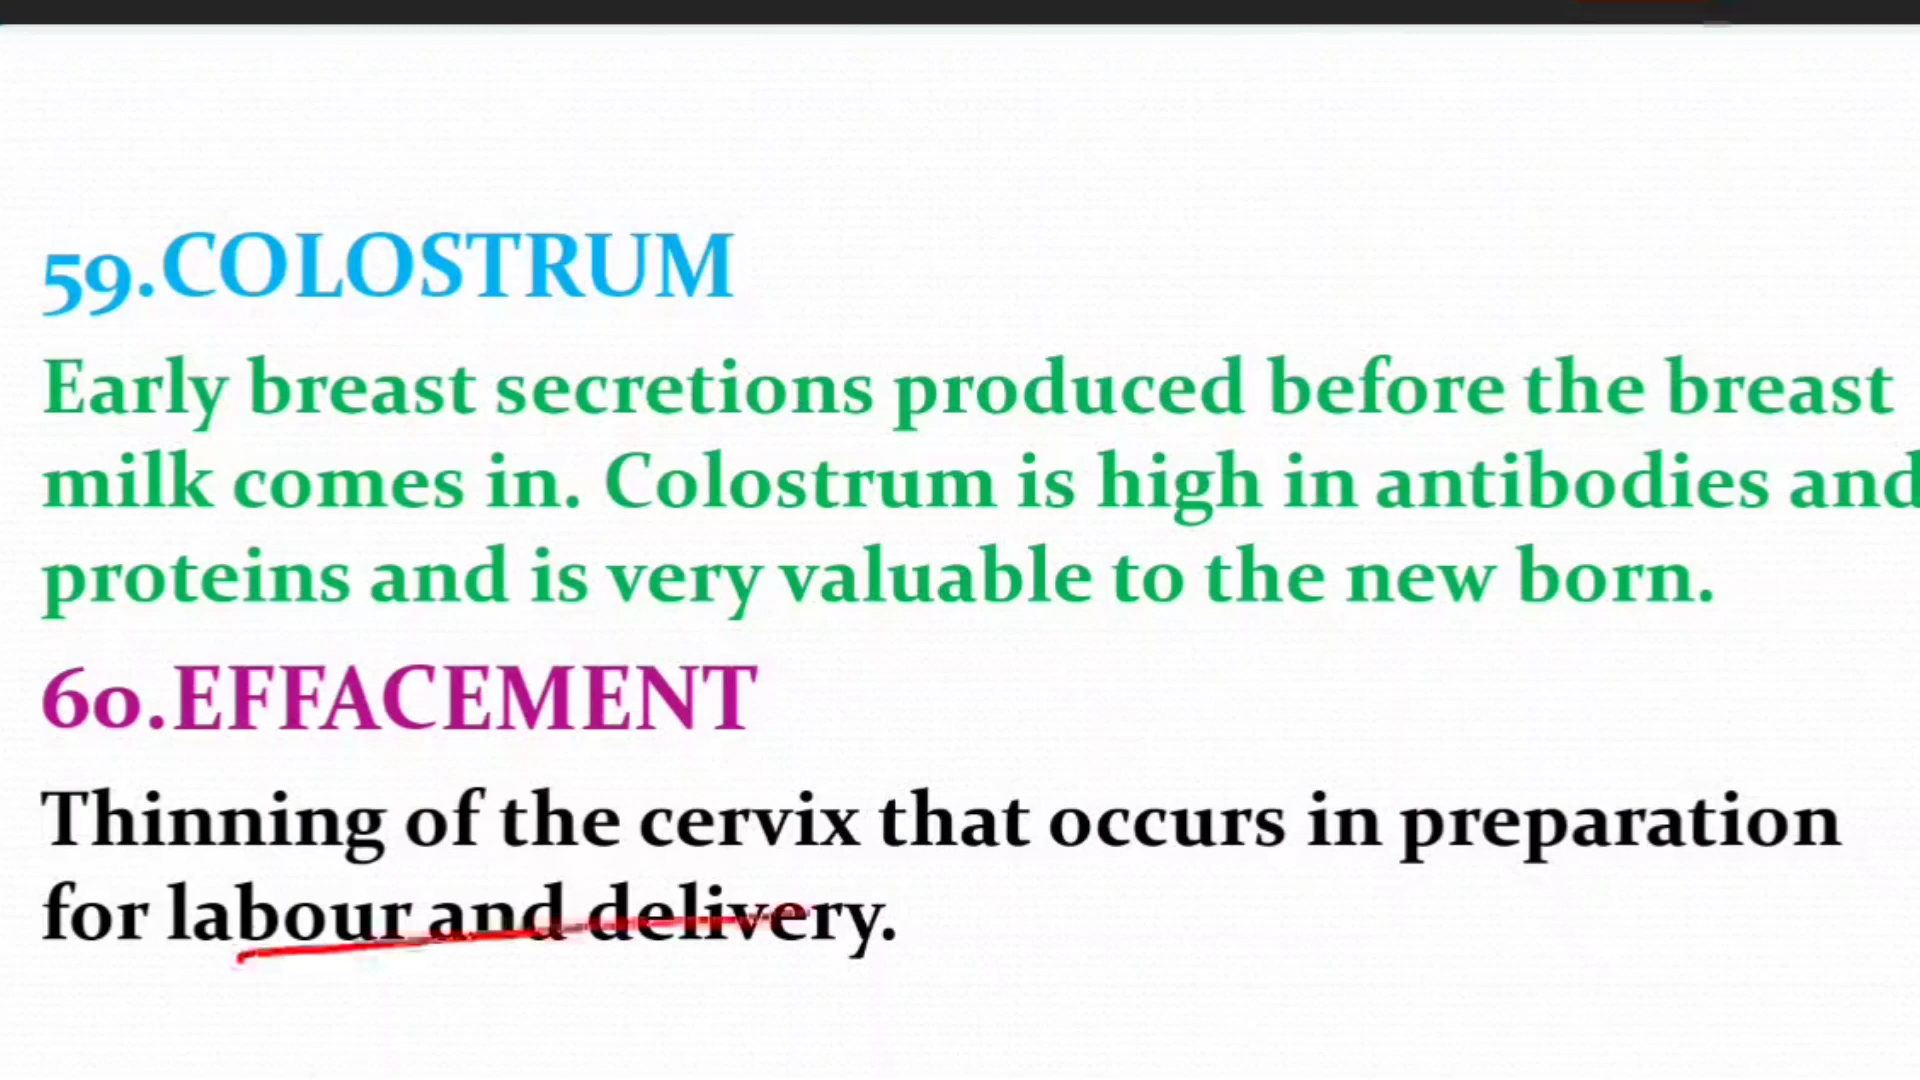 59.COLOSTRUM
Early breast secretions produced before the breast
milk comes in. Colostrum is high in antibodies and
proteins and is very valuable to the new born.
60.EFFACEMENT
Thinning of the cervix that occurs in preparation
for labour and delivery.